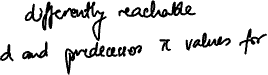 differently reachable
d and predecessor π values for